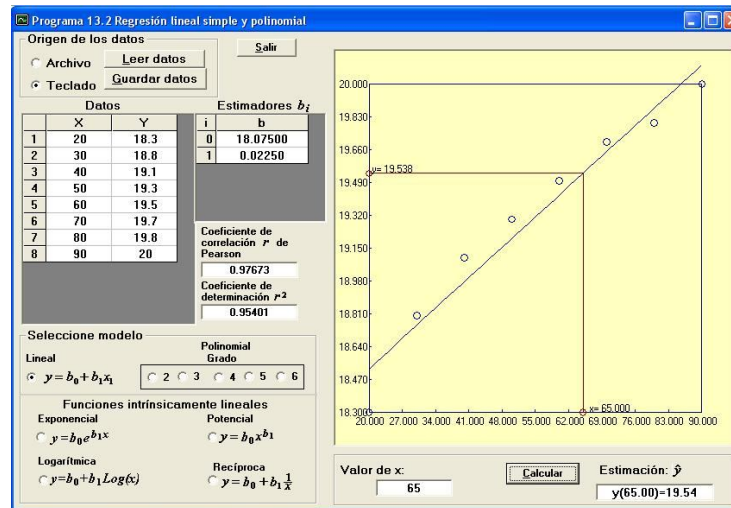 Programa 13.2 Regresión lineal simple y polinomial
Origen de los datos
Archivo
Leer datos
Teclado
Guardar datos
Salir
Datos
X Y
1 20 18.3
2 30 18.8
3 40 19.1
4 50 19.3
5 60 19.5
6 70 19.7
7 80 19.8
8 90 20
Estimadores bi
i b
0 18.07500
1 0.02250
Coeficiente de
correlación r de
Pearson
0.97673
Coeficiente de
determinación r2
0.95401
Seleccione modelo
Lineal
y=b0+b1x1
Polinomial
Grado
2 3 4 5 6
Funciones intrínsicamente lineales
Exponencial
y=b0e^b1x
Potencial
y=b0x^b1
Logarítmica
y=b0+b1Log(x)
Recíproca
y=b0+b1 1/x
20.000
19.830
19.660
19.490
19.320
19.150
18.980
18.810
18.640
18.470
18.300
y= 19.538
x= 65.000
20.000 27.000 34.000 41.000 48.000 55.000 62.000 69.000 76.000 83.000 90.000
Valor de x:
65
Calcular
Estimación: ŷ
y(65.00)=19.54